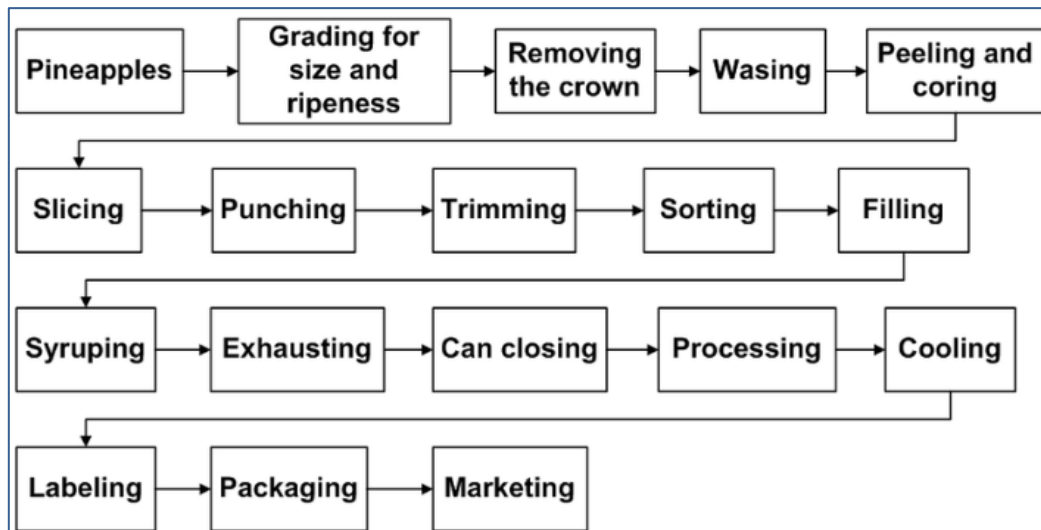 Pineapples
Grading for
size and
ripeness
Removing
the crown
Wasing
Peeling and
coring
Slicing
Punching
Trimming
Sorting
Filling
Syruping
Exhausting
Can closing
Processing
Cooling
Labeling
Packaging
Marketing